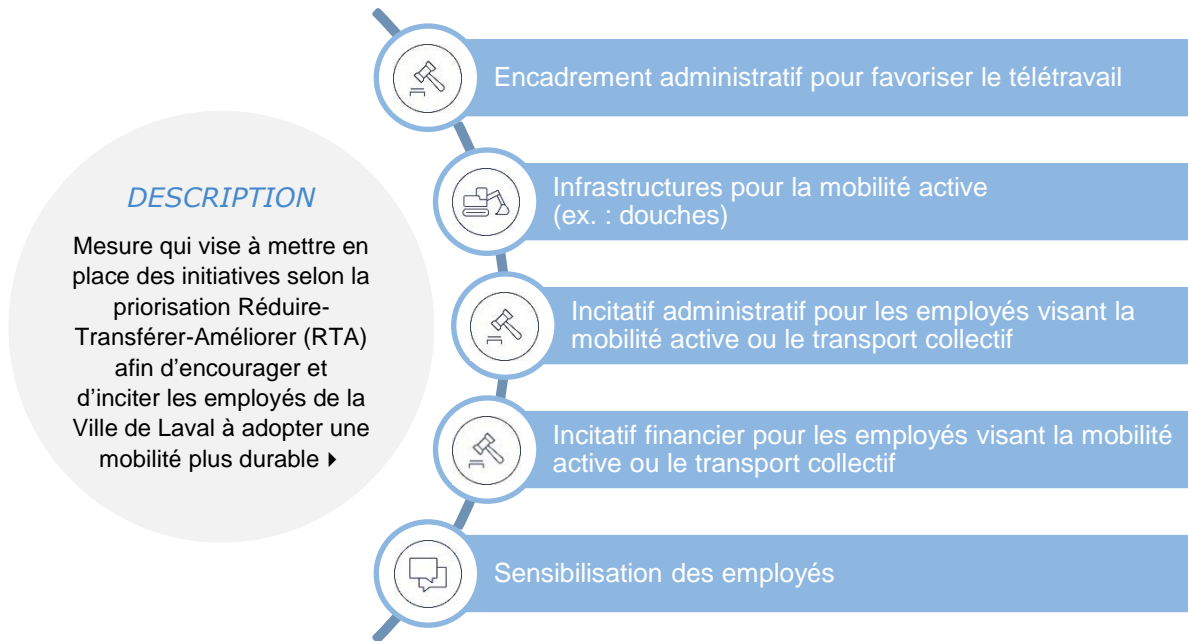 DESCRIPTION
Mesure qui vise à mettre en
place des initiatives selon la
priorisation Réduire-
Transférer-Améliorer (RTA)
afin d'encourager et
d'inciter les employés de la
Ville de Laval à adopter une
mobilité plus durable
Encadrement administratif pour favoriser le télétravail
Infrastructures pour la mobilité active
(ex. : douches)
Incitatif administratif pour les employés visant la
mobilité active ou le transport collectif
Incitatif financier pour les employés visant la mobilité
active ou le transport collectif
Sensibilisation des employés